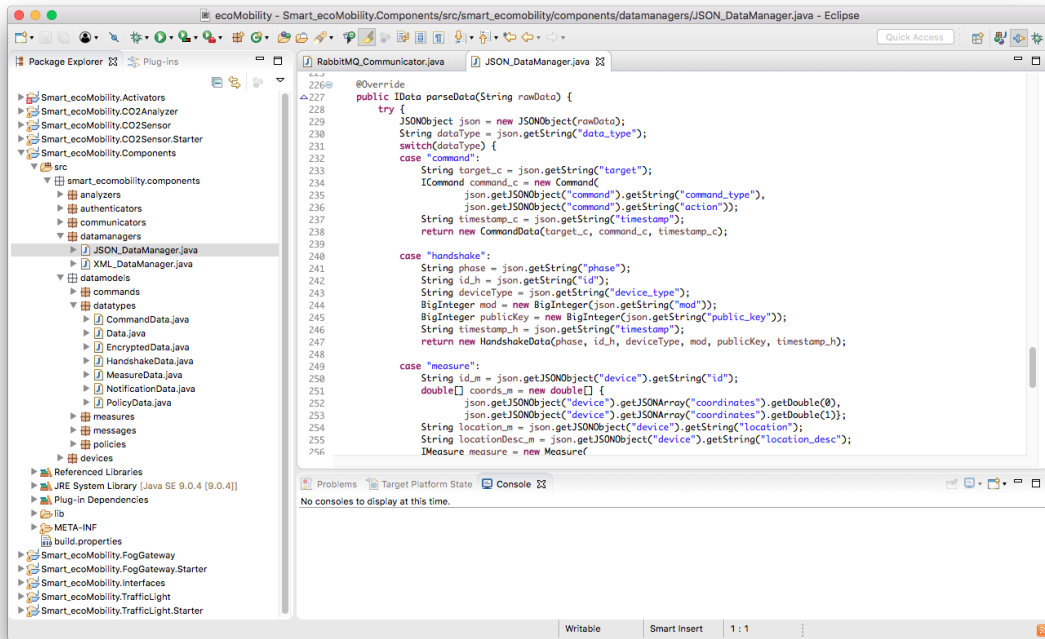 ecoMobility - Smart_ecoMobility.Components/src/smart_ecomobility/components/datamanagers/JSON_DataManager.java - Eclipse
Quick Access
Package Explorer
Plug-ins
Smart_ecoMobility.Activators
Smart_ecoMobility.CO2Analyzer
Smart_ecoMobility.CO2Sensor
Smart_ecoMobility.CO2Sensor.Starter
Smart_ecoMobility.Components
src
smart_ecomobility.components
analyzers
authenticators
communicators
datamanagers
JSON_DataManager.java
XML_DataManager.java
datamodels
commands
datatypes
CommandData.java
Data.java
EncryptedData.java
HandshakeData.java
MeasureData.java
NotificationData.java
PolicyData.java
measures
messages
policies
devices
Referenced Libraries
JRE System Library [Java SE 9.0.4 [9.0.4]]
Plug-in Dependencies
lib
META-INF
build.properties
Smart_ecoMobility.FogGateway
Smart_ecoMobility.FogGateway.Starter
Smart_ecoMobility.Interfaces
Smart_ecoMobility.TrafficLight
Smart_ecoMobility.TrafficLight.Starter
RabbitMQ_Communicator.java
JSON_DataManager.java
225
226 @Override
227 public IData parseData(String rawData) {
228 try {
229 JSONObject json = new JSONObject(rawData);
230 String dataType = json.getString("data_type");
231 switch(dataType) {
232 case "command":
233 String target_c = json.getString("target");
234 ICommand command_c = new Command(
235 json.getJSONObject("command").getString("command_type"),
236 json.getJSONObject("command").getString("action"));
237 String timestamp_c = json.getString("timestamp");
238 return new CommandData(target_c, command_c, timestamp_c);
239
240 case "handshake":
241 String phase = json.getString("phase");
242 String id_h = json.getString("id");
243 String deviceType = json.getString("device_type");
244 BigInteger mod = new BigInteger(json.getString("mod"));
245 BigInteger publicKey = new BigInteger(json.getString("public_key"));
246 String timestamp_h = json.getString("timestamp");
247 return new HandshakeData(phase, id_h, deviceType, mod, publicKey, timestamp_h);
248
249 case "measure":
250 String id_m = json.getJSONObject("device").getString("id");
251 double[] coords_m = new double[] {
252 json.getJSONObject("device").getJSONArray("coordinates").getDouble(0),
253 json.getJSONObject("device").getJSONArray("coordinates").getDouble(1)};
254 String location_m = json.getJSONObject("device").getString("location");
255 String locationDesc_m = json.getJSONObject("device").getString("location_desc");
256 IMeasure measure = new Measure(
Problems
Target Platform State
Console
No consoles to display at this time.
Writable
Smart Insert
1 : 1